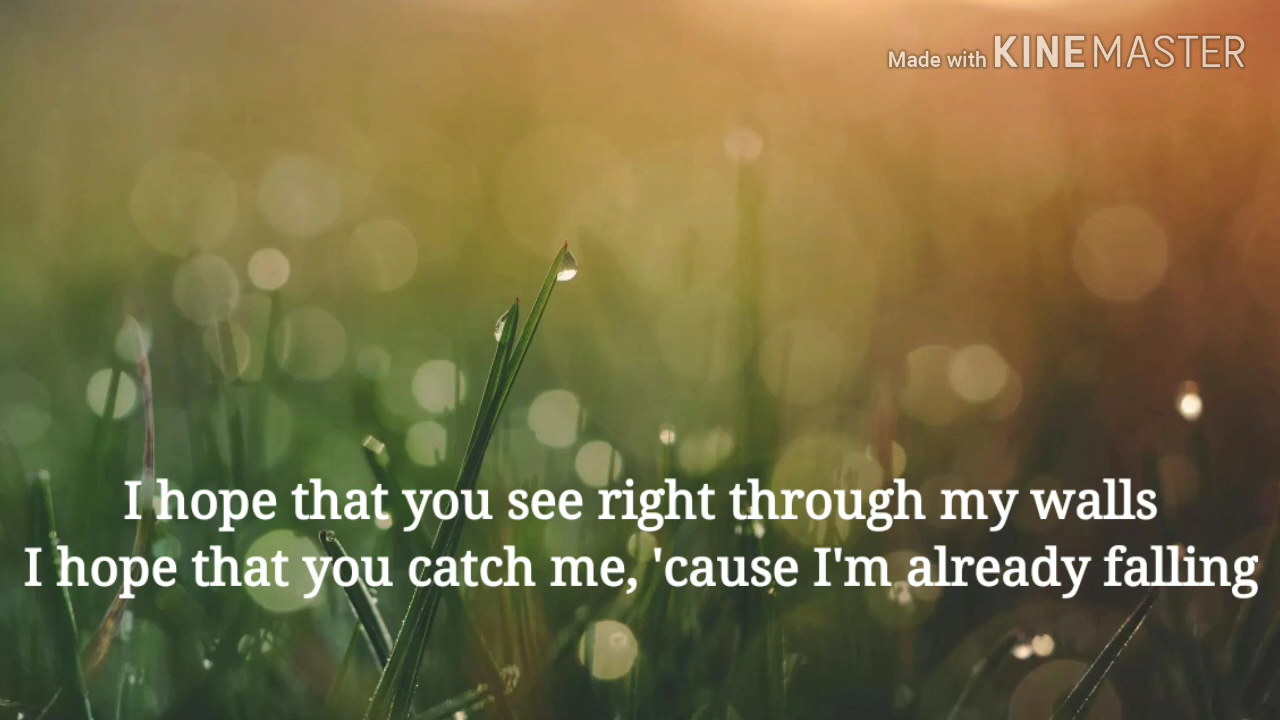 Made with KINEMASTER
I hope that you see right through my walls
I hope that you catch me, 'cause I'm already falling